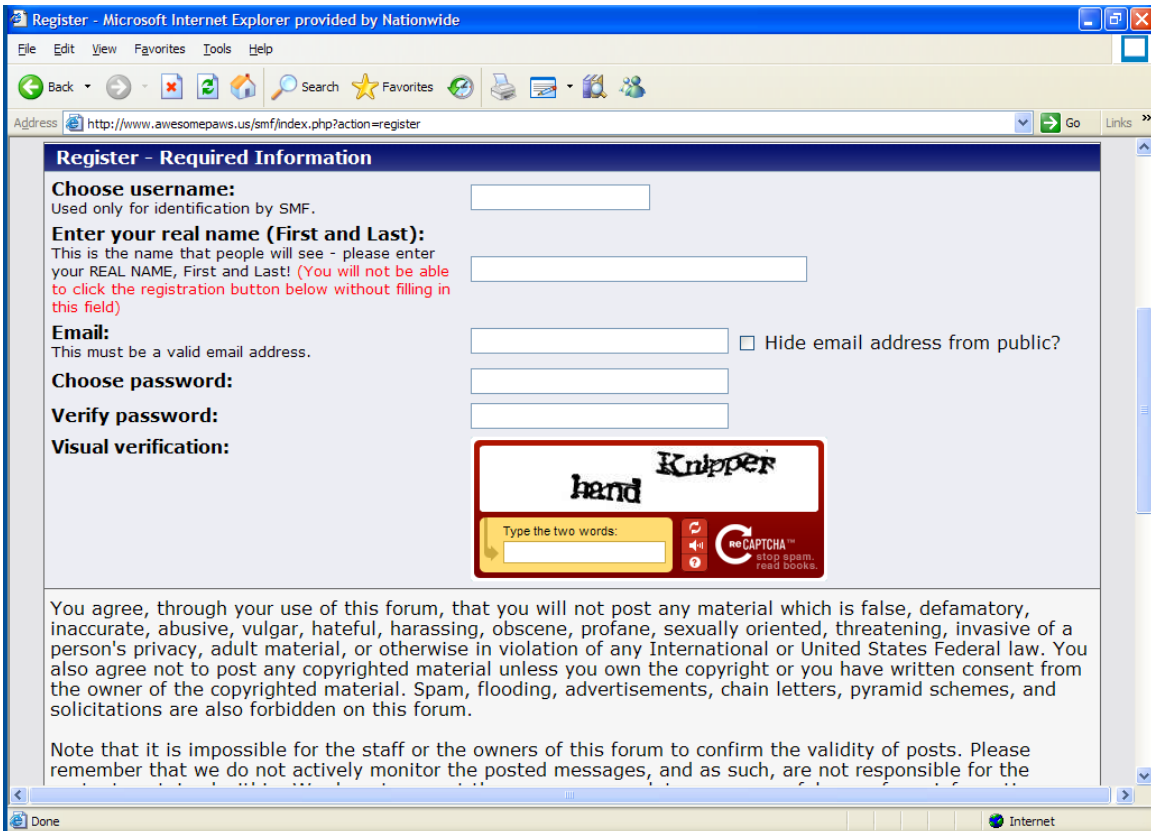 Register - Microsoft Internet Explorer provided by Nationwide
File Edit View Favorites Tools Help
Back Search Favorites
Address http://www.awesomepaws.us/smf/index.php?action=register Go Links »
Register - Required Information
Choose username:
Used only for identification by SMF.
Enter your real name (First and Last):
This is the name that people will see - please enter
your REAL NAME, First and Last! (You will not be able
to click the registration button below without filling in
this field)
Email:
This must be a valid email address.
Hide email address from public?
Choose password:
Verify password:
Visual verification:
hand Knipper
Type the two words:
reCAPTCHA™
stop spam.
read books.
You agree, through your use of this forum, that you will not post any material which is false, defamatory,
inaccurate, abusive, vulgar, hateful, harassing, obscene, profane, sexually oriented, threatening, invasive of a
person's privacy, adult material, or otherwise in violation of any International or United States Federal law. You
also agree not to post any copyrighted material unless you own the copyright or you have written consent from
the owner of the copyrighted material. Spam, flooding, advertisements, chain letters, pyramid schemes, and
solicitations are also forbidden on this forum.
Note that it is impossible for the staff or the owners of this forum to confirm the validity of posts. Please
remember that we do not actively monitor the posted messages, and as such, are not responsible for the
Done
Internet